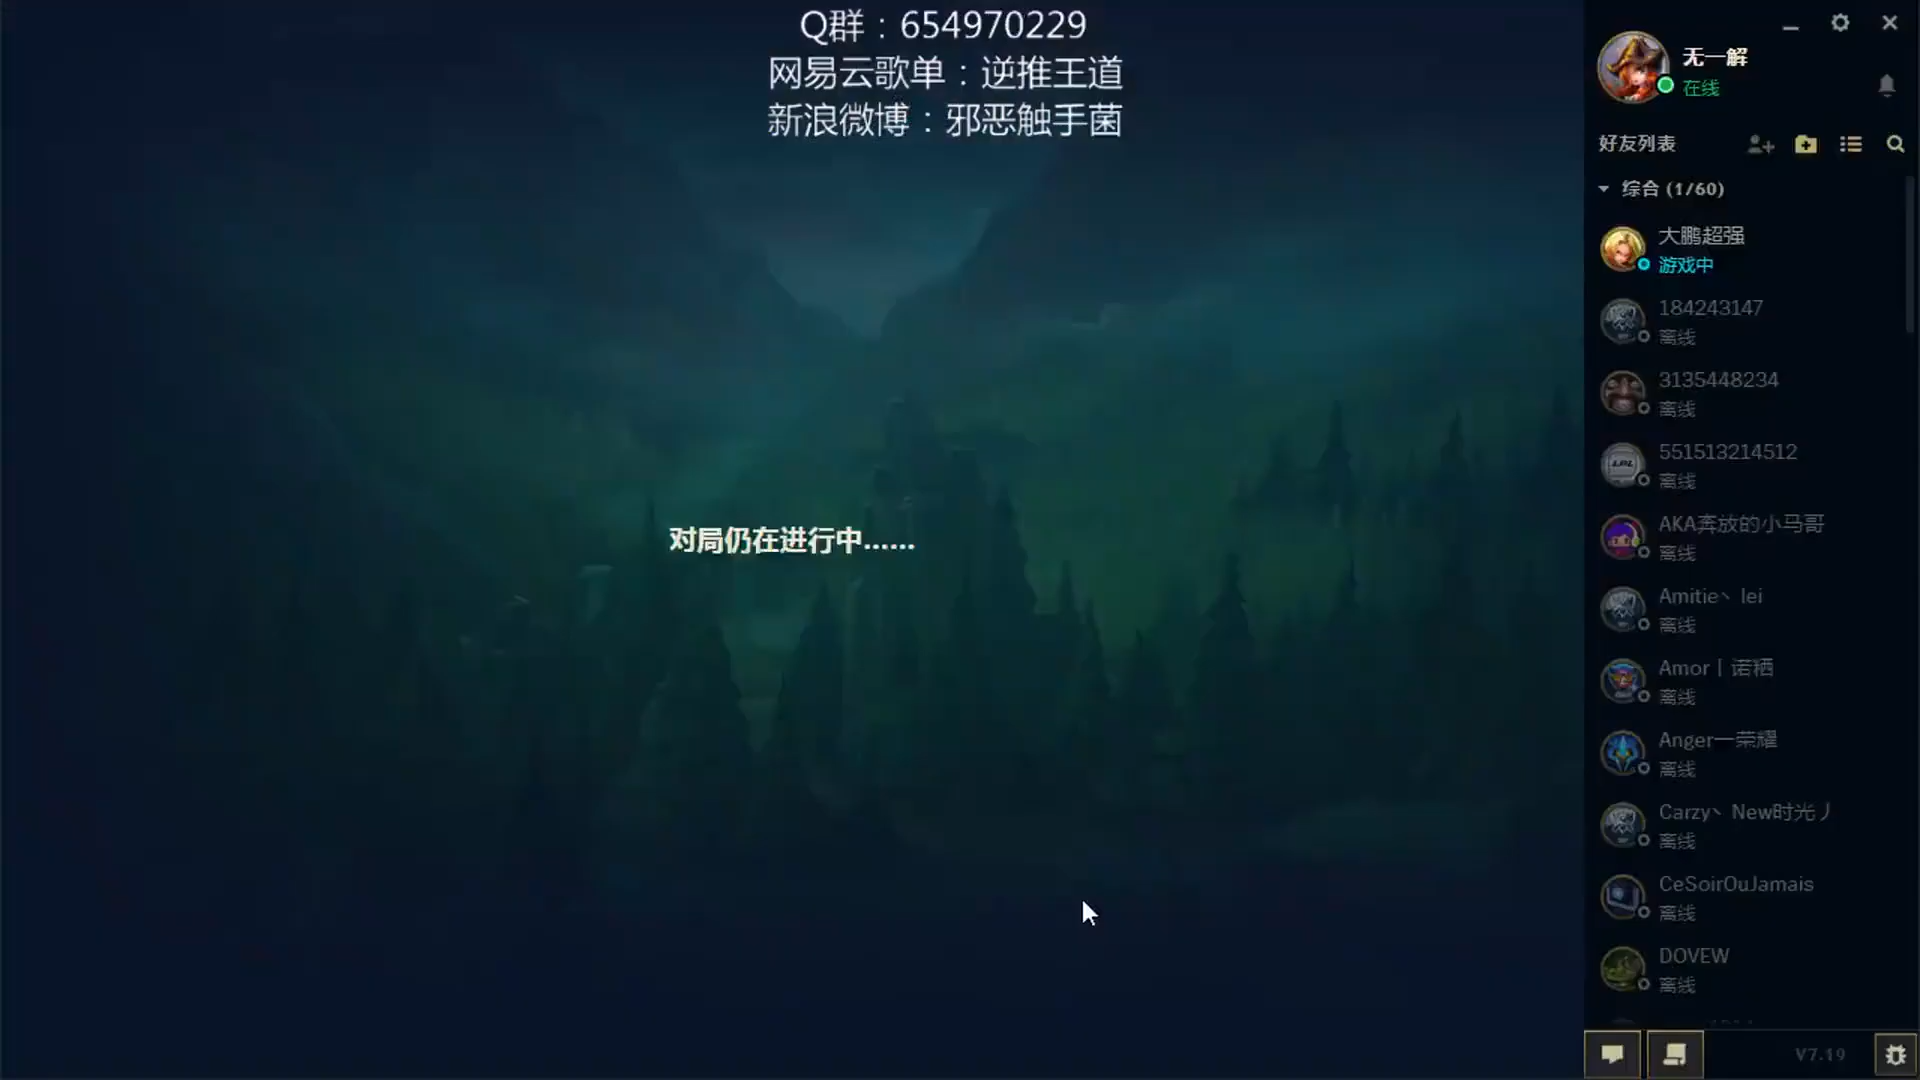 Q群：654970229
网易云歌单：逆推王道
新浪微博：邪恶触手菌
对局仍在进行中......
无一解
在线
好友列表
综合 (1/60)
大鹏超强
游戏中
184243147
离线
3135448234
离线
551513214512
离线
AKA奔放的小马哥
离线
Amitie丶 lei
离线
Amor丨诺栖
离线
Anger一荣耀
离线
Carzy丶 New时光丿
离线
CeSoirOuJamais
离线
DOVEW
离线
V7.19